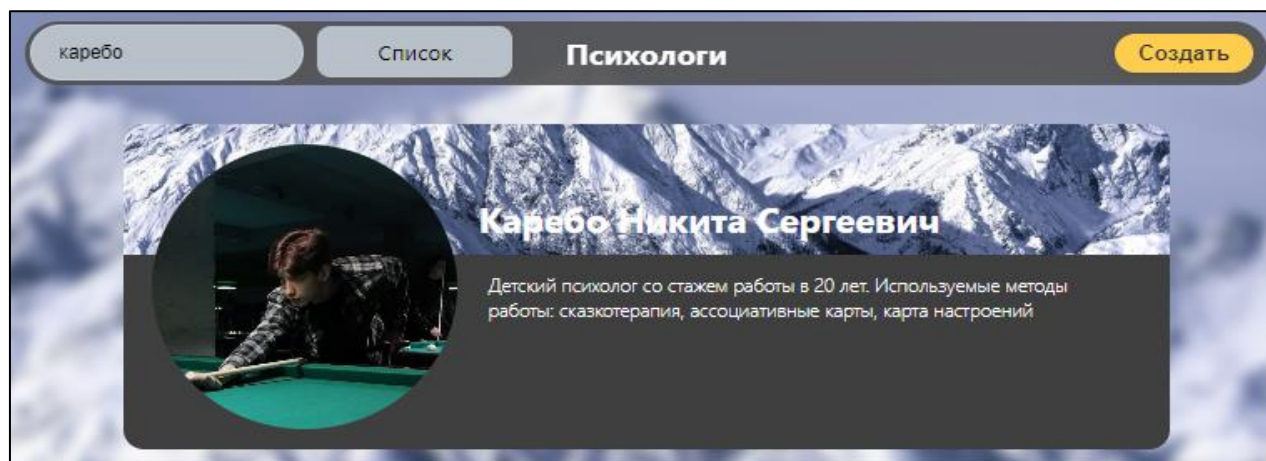 каребо
Список
Психологи
Создать
Каребо Никита Сергеевич
Детский психолог со стажем работы в 20 лет. Используемые методы
работы: сказкотерапия, ассоциативные карты, карта настроений